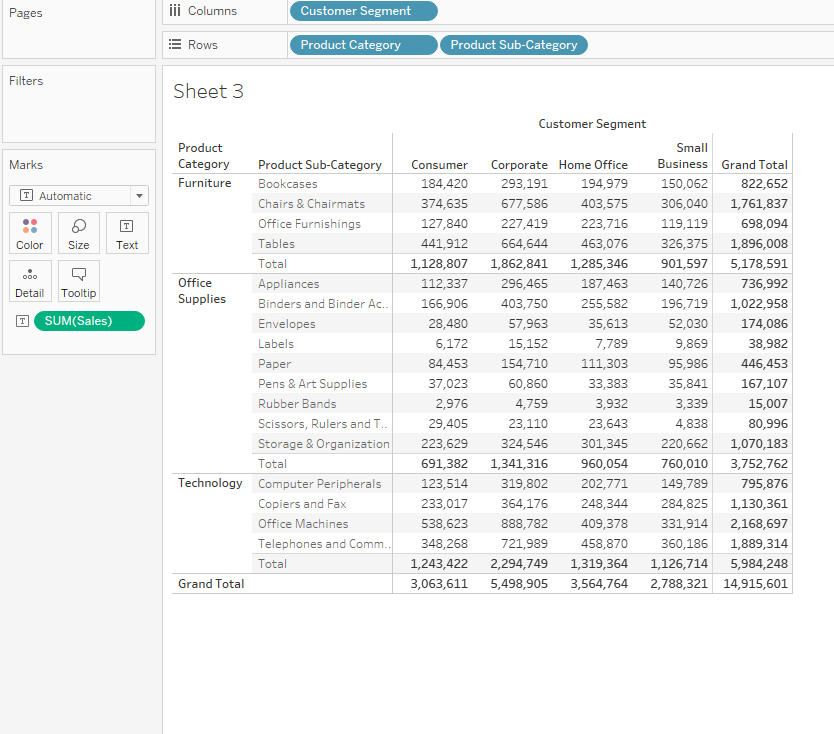 Pages
Columns Customer Segment
Rows Product Category Product Sub-Category
Filters
Marks
Automatic
Color Size Text
Detail Tooltip
SUM(Sales)
Sheet 3
Customer Segment
Product Category Product Sub-Category Consumer Corporate Home Office Small Business Grand Total
Furniture Bookcases 184,420 293,191 194,979 150,062 822,652
Chairs & Chairmats 374,635 677,586 403,575 306,040 1,761,837
Office Furnishings 127,840 227,419 223,716 119,119 698,094
Tables 441,912 664,644 463,076 326,375 1,896,008
Total 1,128,807 1,862,841 1,285,346 901,597 5,178,591
Office Supplies Appliances 112,337 296,465 187,463 140,726 736,992
Binders and Binder Ac.. 166,906 403,750 255,582 196,719 1,022,958
Envelopes 28,480 57,963 35,613 52,030 174,086
Labels 6,172 15,152 7,789 9,869 38,982
Paper 84,453 154,710 111,303 95,986 446,453
Pens & Art Supplies 37,023 60,860 33,383 35,841 167,107
Rubber Bands 2,976 4,759 3,932 3,339 15,007
Scissors, Rulers and T.. 29,405 23,110 23,643 4,838 80,996
Storage & Organization 223,629 324,546 301,345 220,662 1,070,183
Total 691,382 1,341,316 960,054 760,010 3,752,762
Technology Computer Peripherals 123,514 319,802 202,771 149,789 795,876
Copiers and Fax 233,017 364,176 248,344 284,825 1,130,361
Office Machines 538,623 888,782 409,378 331,914 2,168,697
Telephones and Comm.. 348,268 721,989 458,870 360,186 1,889,314
Total 1,243,422 2,294,749 1,319,364 1,126,714 5,984,248
Grand Total 3,063,611 5,498,905 3,564,764 2,788,321 14,915,601